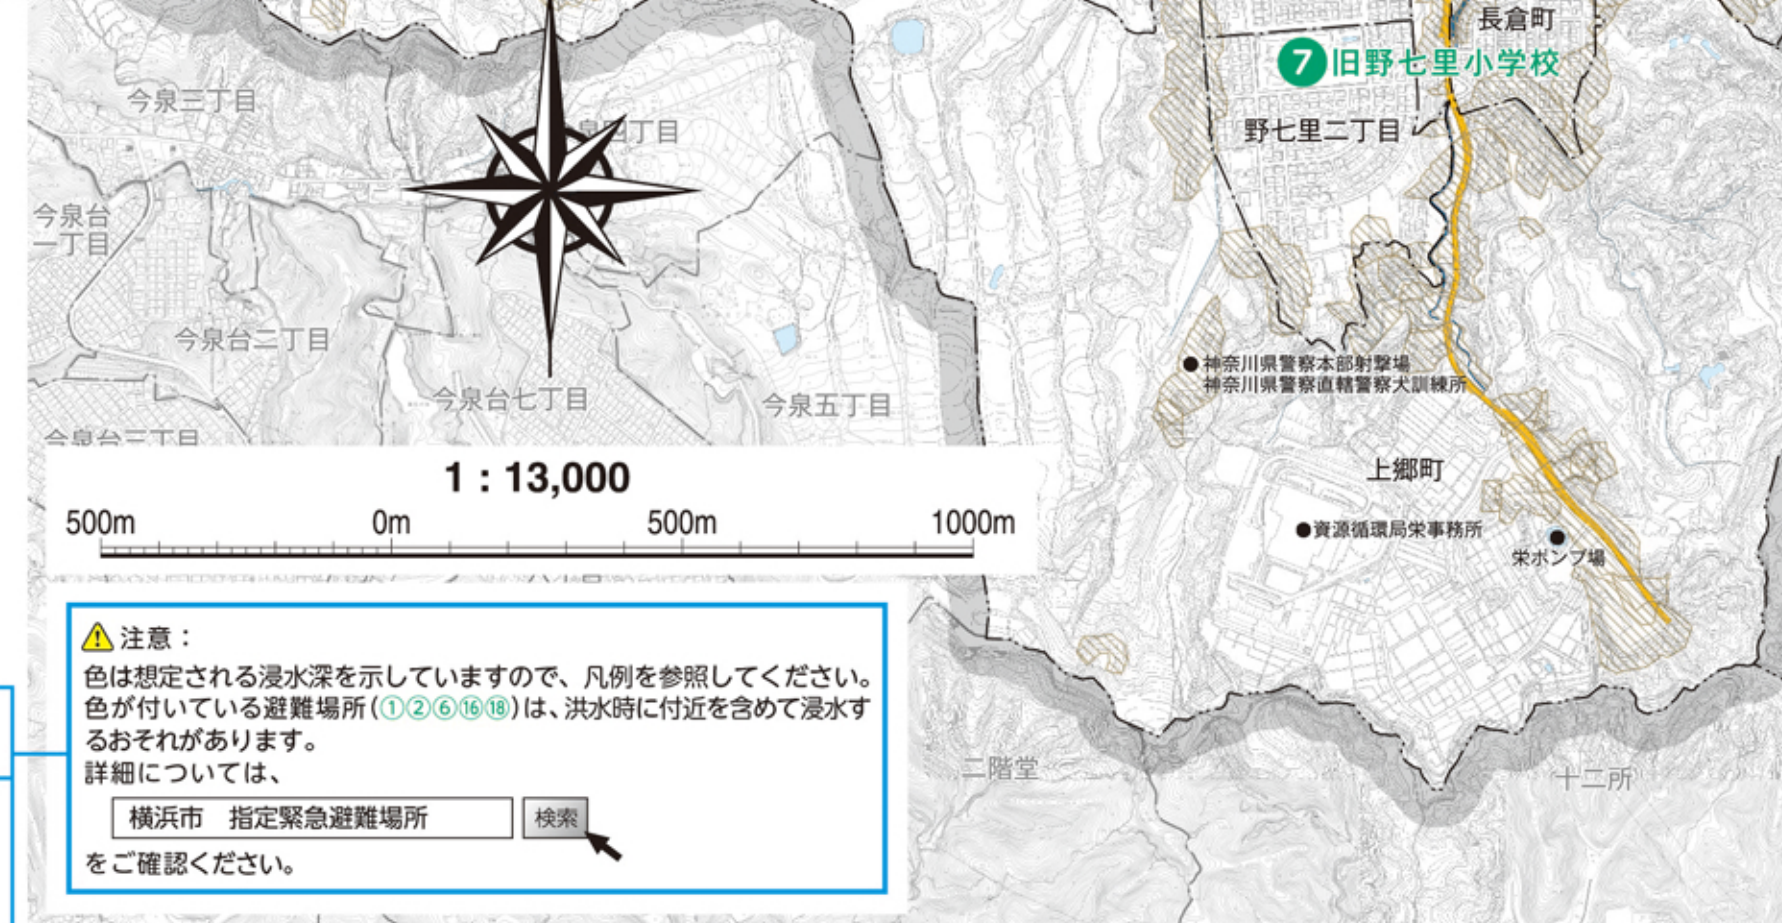 長倉町
7 旧野七里小学校
今泉三丁目
泉四丁目
野七里二丁目
今泉台
一丁目
今泉台二丁目
神奈川県警察本部射撃場
神奈川県警察直轄警察犬訓練所
今泉台七丁目
今泉五丁目
今泉台三丁目
1：13,000
上郷町
500m 0m 500m 1000m
資源循環局栄事務所
栄ポンプ場
注意：
色は想定される浸水深を示していますので、凡例を参照してください。
色が付いている避難場所(①②⑥⑯⑱)は、洪水時に付近を含めて浸水す
るおそれがあります。
詳細については、
横浜市　指定緊急避難場所 検索
をご確認ください。
二階堂
十二所